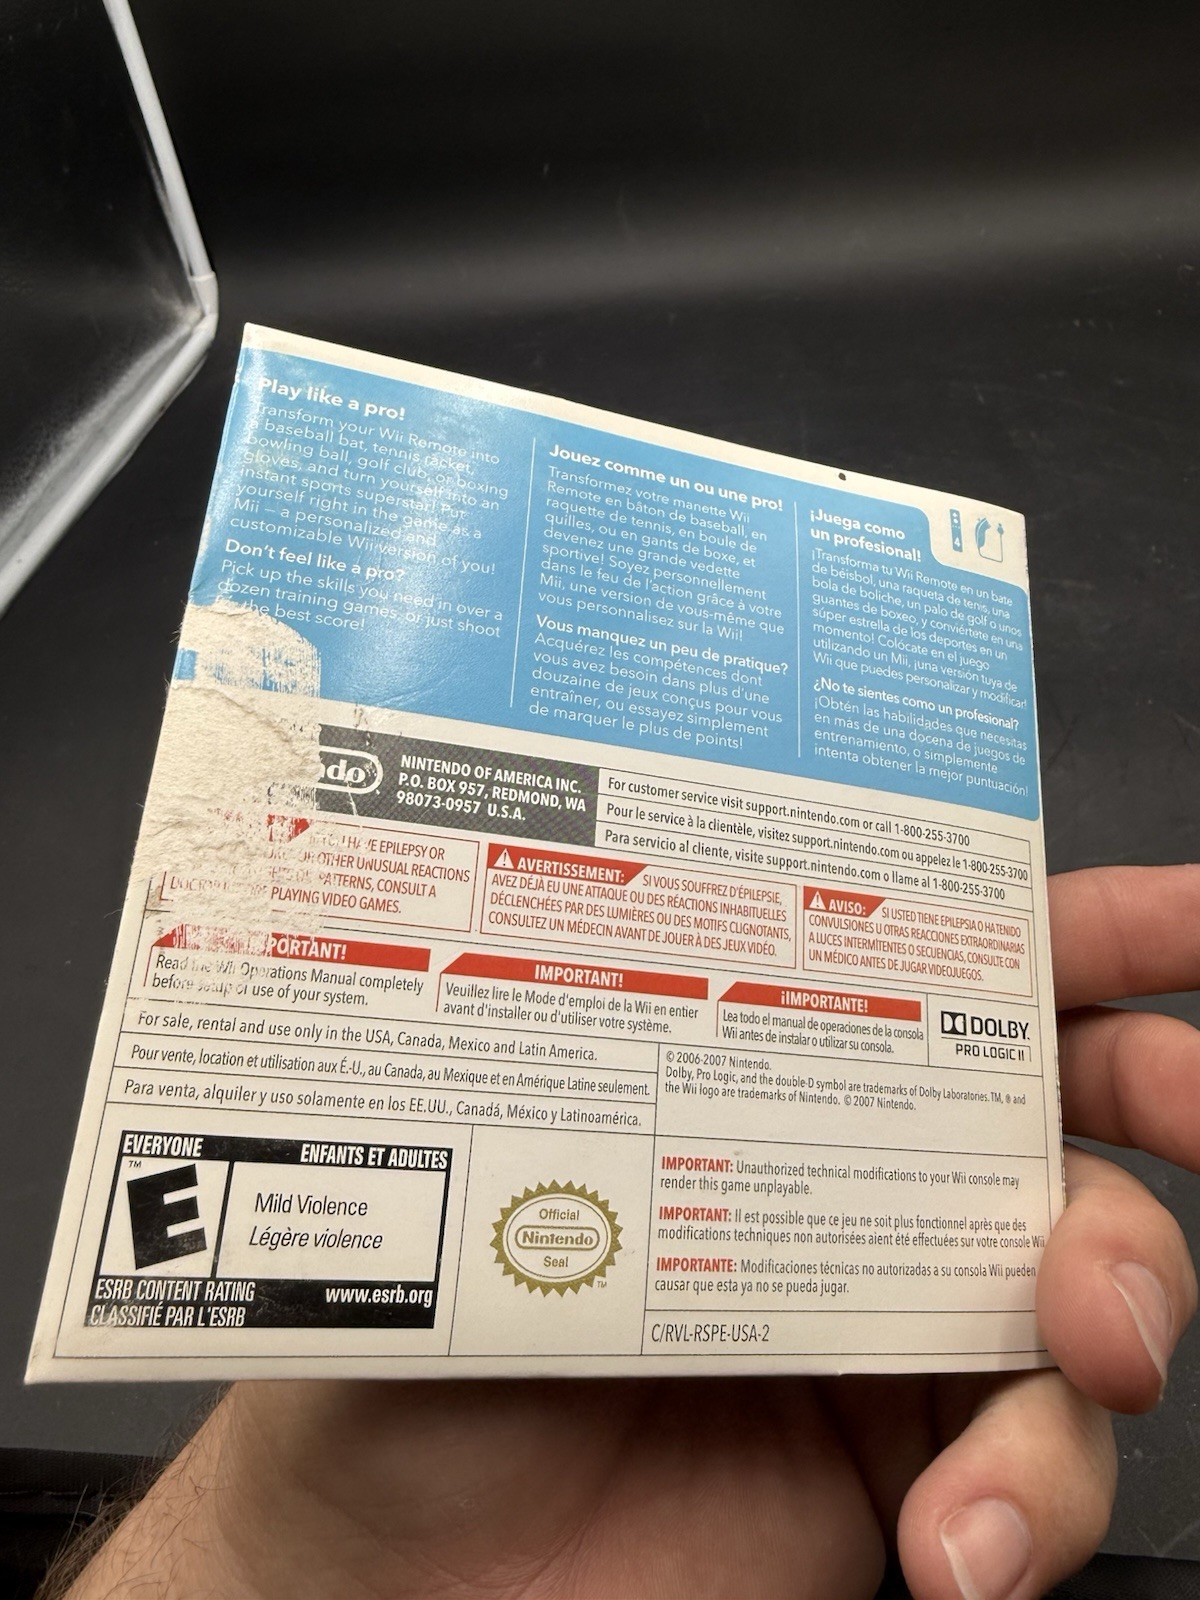 Play like a pro!
Transform your Wii Remote into
a baseball bat, tennis racket,
bowling ball, golf club, or boxing
gloves, and turn yourself into an
instant sports superstar! Put
yourself right in the game as a
Mii – a personalized and
customizable Wii version of you!
Don't feel like a pro?
Pick up the skills you need in over a
dozen training games, or just shoot
the best score!
Jouez comme un ou une pro!
Transformez votre manette Wii
Remote en bâton de baseball, en
raquette de tennis, en boule de
quilles, ou en gants de boxe, et
devenez une grande vedette
sportive! Soyez personnellement
dans le feu de l'action grâce à votre
Mii, une version de vous-même que
vous personnalisez sur la Wii!
Vous manquez un peu de pratique?
Acquérez les compétences dont
vous avez besoin dans plus d'une
douzaine de jeux conçus pour vous
entraîner, ou essayez simplement
de marquer le plus de points!
¡Juega como
un profesional!
¡Transforma tu Wii Remote en un bate
de béisbol, una raqueta de tenis, una
bola de boliche, un palo de golf o unos
guantes de boxeo, y conviértete en una
súper estrella de los deportes en un
momento! Colócate en el juego
utilizando un Mii, ¡una versión tuya de
Wii que puedes personalizar y modificar!
¿No te sientes como un profesional?
¡Obtén las habilidades que necesitas
en más de una docena de juegos de
entrenamiento, o simplemente
intenta obtener la mejor puntuación!
4
ndo
NINTENDO OF AMERICA INC.
P.O. BOX 957, REDMOND, WA
98073-0957 U.S.A.
For customer service visit support.nintendo.com or call 1-800-255-3700
Pour le service à la clientèle, visitez support.nintendo.com ou appelez le 1-800-255-3700
Para servicio al cliente, visite support.nintendo.com o llame al 1-800-255-3700
HAVE EPILEPSY OR
OR OTHER UNUSUAL REACTIONS
PATTERNS, CONSULT A
PLAYING VIDEO GAMES.
AVERTISSEMENT: SI VOUS SOUFFREZ D'ÉPILEPSIE,
AVEZ DÉJÀ EU UNE ATTAQUE OU DES RÉACTIONS INHABITUELLES
DÉCLENCHÉES PAR DES LUMIÈRES OU DES MOTIFS CLIGNOTANTS,
CONSULTEZ UN MÉDECIN AVANT DE JOUER À DES JEUX VIDÉO.
AVISO: SI USTED TIENE EPILEPSIA O HA TENIDO
CONVULSIONES U OTRAS REACCIONES EXTRAORDINARIAS
A LUCES INTERMÍTENTES O SECUENCIAS, CONSULTE CON
UN MÉDICO ANTES DE JUGAR VIDEOJUEGOS.
PORTANT!
Read the Wii Operations Manual completely
before setup or use of your system.
IMPORTANT!
Veuillez lire le Mode d'emploi de la Wii en entier
avant d'installer ou d'utiliser votre système.
¡IMPORTANTE!
Lea todo el manual de operaciones de la consola
Wii antes de instalar o utilizar su consola.
DOLBY.
PRO LOGIC II
For sale, rental and use only in the USA, Canada, Mexico and Latin America.
Pour vente, location et utilisation aux É.-U., au Canada, au Mexique et en Amérique Latine seulement.
Para venta, alquiler y uso solamente en los EE.UU., Canadá, México y Latinoamérica.
© 2006-2007 Nintendo.
Dolby, Pro Logic, and the double-D symbol are trademarks of Dolby Laboratories. TM, ® and
the Wii logo are trademarks of Nintendo. © 2007 Nintendo.
EVERYONE ENFANTS ET ADULTES
TM
E
Mild Violence
Légère violence
ESRB CONTENT RATING www.esrb.org
CLASSIFIÉ PAR L'ESRB
Official
Nintendo
Seal
TM
IMPORTANT: Unauthorized technical modifications to your Wii console may
render this game unplayable.
IMPORTANT: Il est possible que ce jeu ne soit plus fonctionnel après que des
modifications techniques non autorisées aient été effectuées sur votre console Wii.
IMPORTANTE: Modificaciones técnicas no autorizadas a su consola Wii pueden
causar que esta ya no se pueda jugar.
C/RVL-RSPE-USA-2